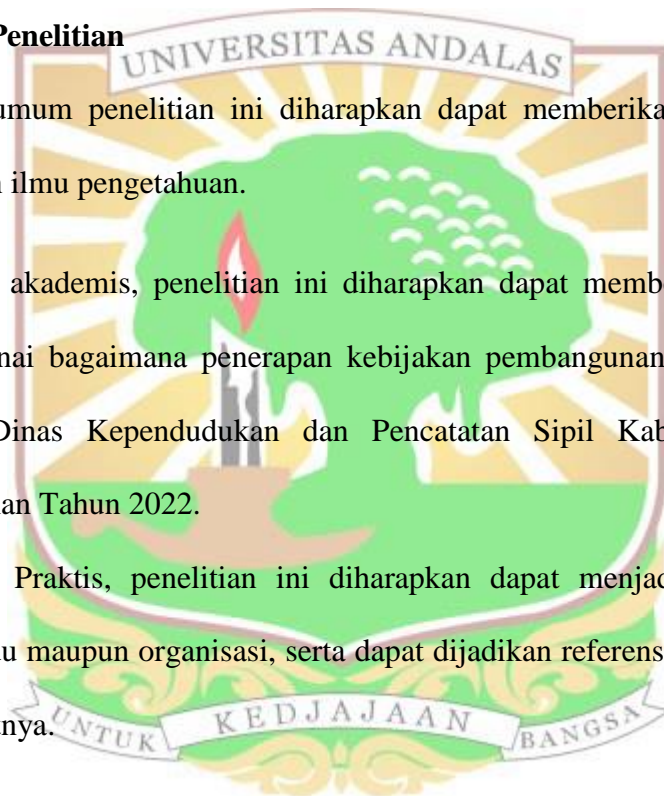 Penelitian
UNIVERSITAS ANDALAS
umum penelitian ini diharapkan dapat memberika
ilmu pengetahuan.
akademis, penelitian ini diharapkan dapat memb
nai bagaimana penerapan kebijakan pembangunan
Dinas Kependudukan dan Pencatatan Sipil Kab
an Tahun 2022.
Praktis, penelitian ini diharapkan dapat menjad
u maupun organisasi, serta dapat dijadikan referens
nya.
UNTUK KEDJAJAAN BANGSA